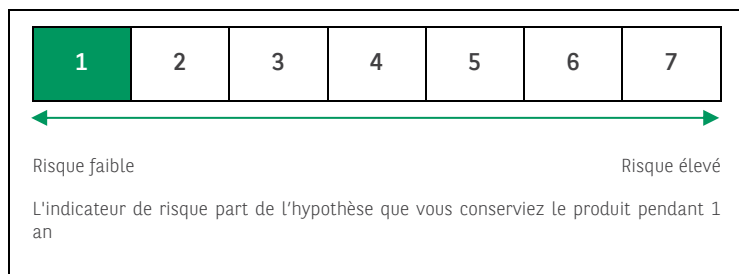 1 2 3 4 5 6 7
Risque faible Risque élevé
L'indicateur de risque part de l’hypothèse que vous conserviez le produit pendant 1
an